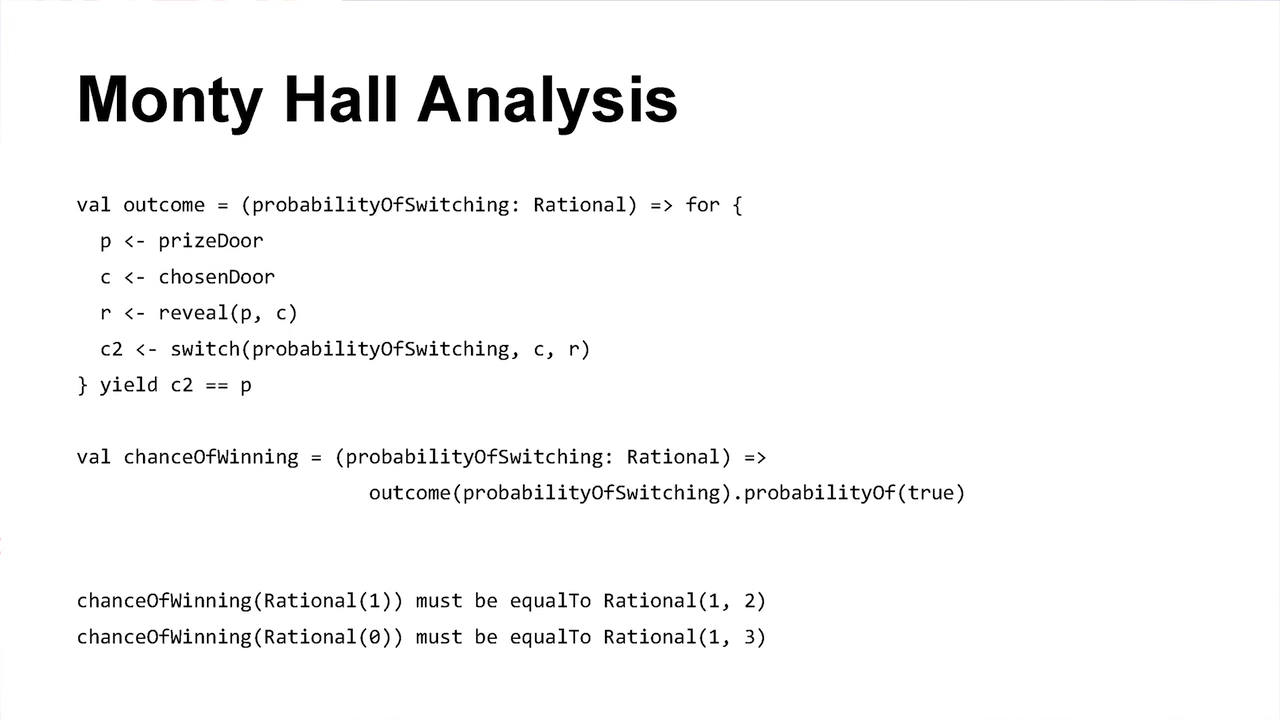 Monty Hall Analysis
val outcome = (probabilityOfSwitching: Rational) => for {
  p <- prizeDoor
  c <- chosenDoor
  r <- reveal(p, c)
  c2 <- switch(probabilityOfSwitching, c, r)
} yield c2 == p
val chanceOfWinning = (probabilityOfSwitching: Rational) =>
                         outcome(probabilityOfSwitching).probabilityOf(true)
chanceOfWinning(Rational(1)) must be equalTo Rational(1, 2)
chanceOfWinning(Rational(0)) must be equalTo Rational(1, 3)